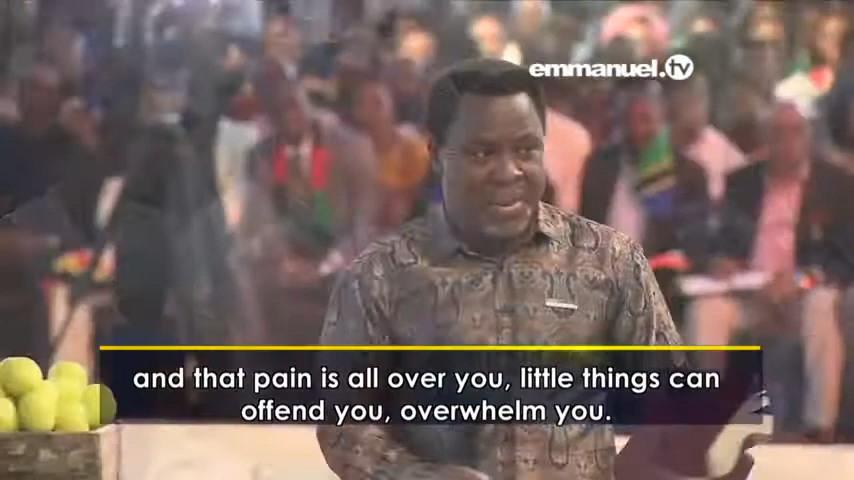 emmanuel.tv
and that pain is all over you, little things can
offend you, overwhelm you.